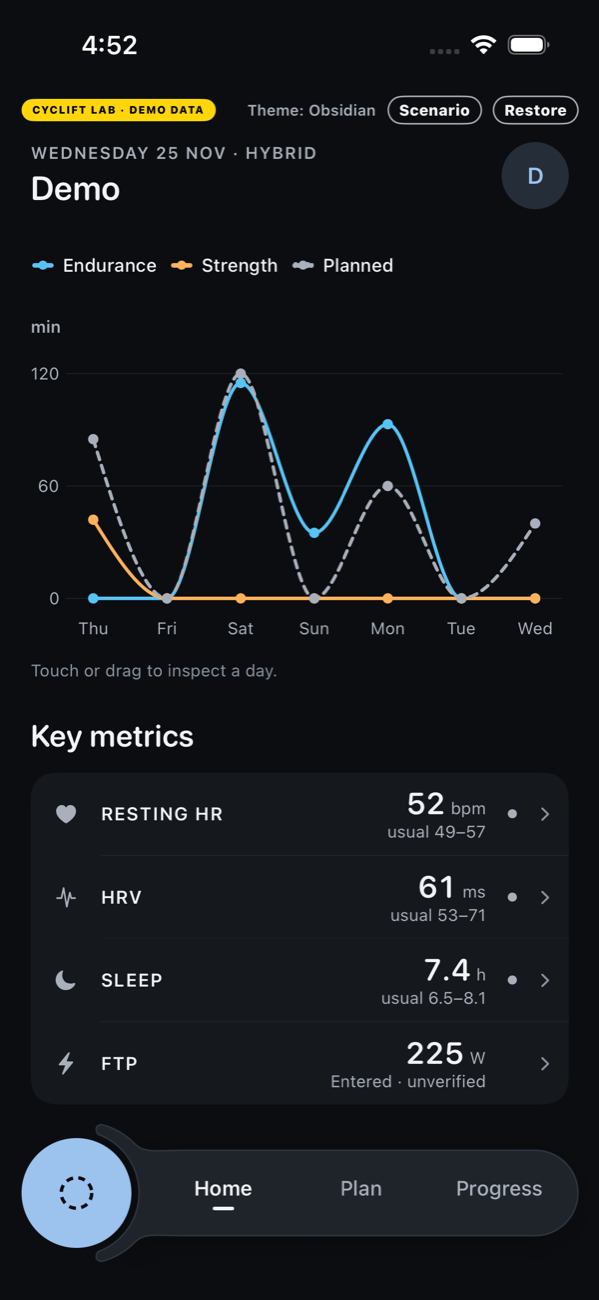 4:52
CYCLIFT LAB · DEMO DATA
Theme: Obsidian
Scenario
Restore
WEDNESDAY 25 NOV · HYBRID
Demo
D
Endurance
Strength
Planned
min
120
60
0
Thu Fri Sat Sun Mon Tue Wed
Touch or drag to inspect a day.
Key metrics
RESTING HR
52 bpm
usual 49–57
HRV
61 ms
usual 53–71
SLEEP
7.4 h
usual 6.5–8.1
FTP
225 W
Entered · unverified
Home
Plan
Progress